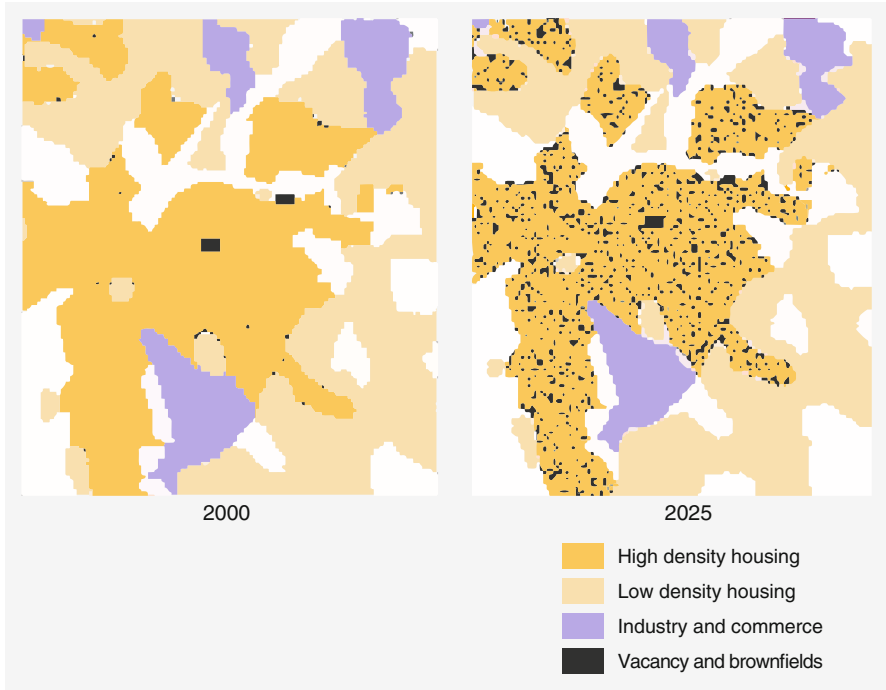 2000
2025
High density housing
Low density housing
Industry and commerce
Vacancy and brownfields